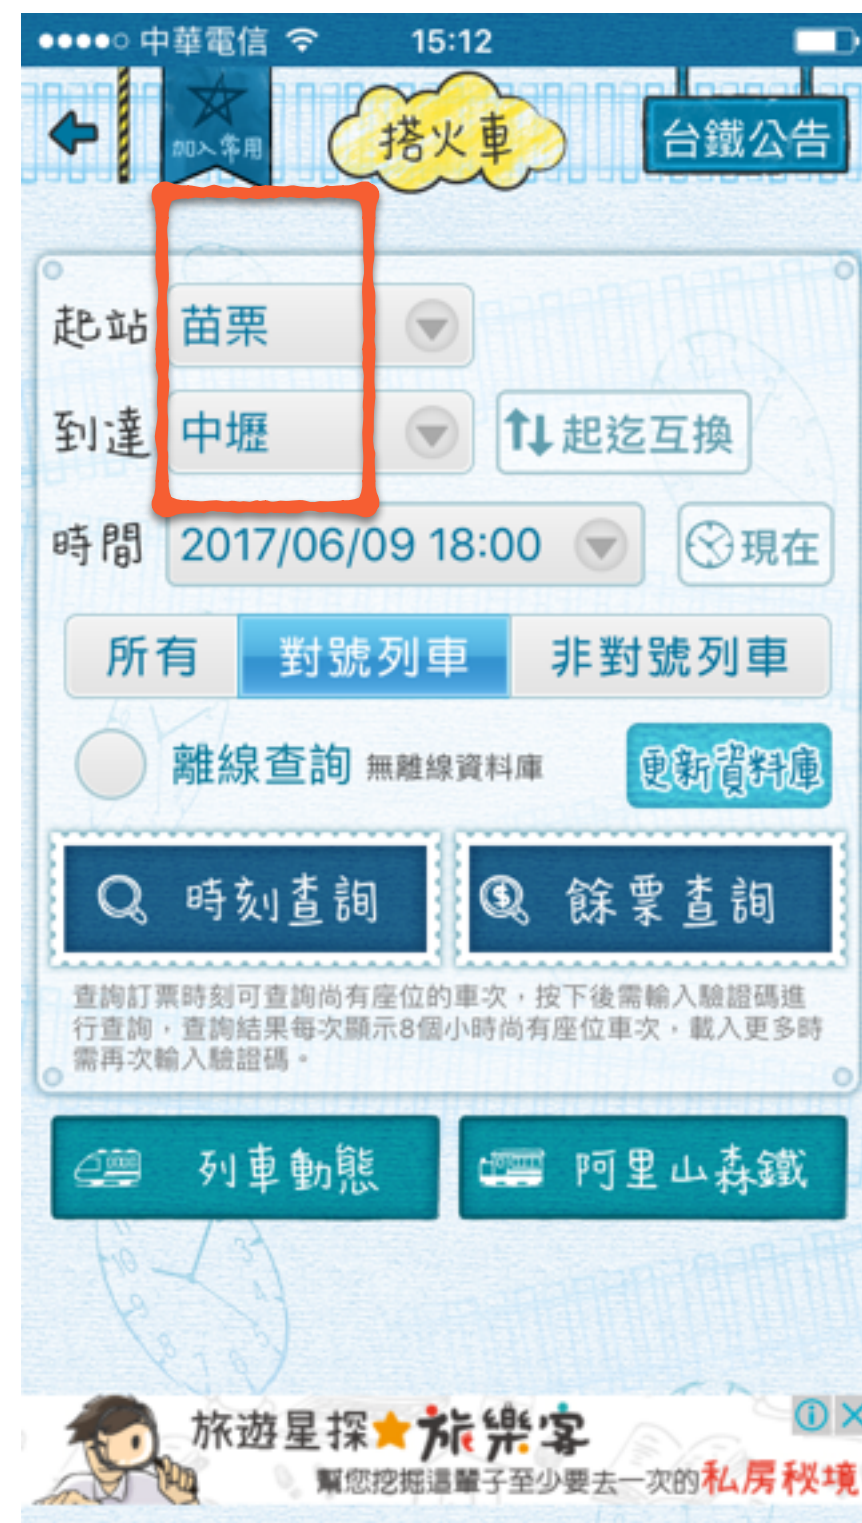 中華電信 15:12
加入常用 搭火車 台鐵公告
起站 苗栗
到達 中壢 起迄互換
時間 2017/06/09 18:00 現在
所有 對號列車 非對號列車
離線查詢 無離線資料庫 更新資料庫
時刻查詢 餘票查詢
查詢訂票時刻可查詢尚有座位的車次，按下後需輸入驗證碼進
行查詢，查詢結果每次顯示8個小時尚有座位車次，載入更多時
需再次輸入驗證碼。
列車動態 阿里山森鐵
旅遊星探 旅樂客
幫您挖掘這輩子至少要去一次的私房秘境